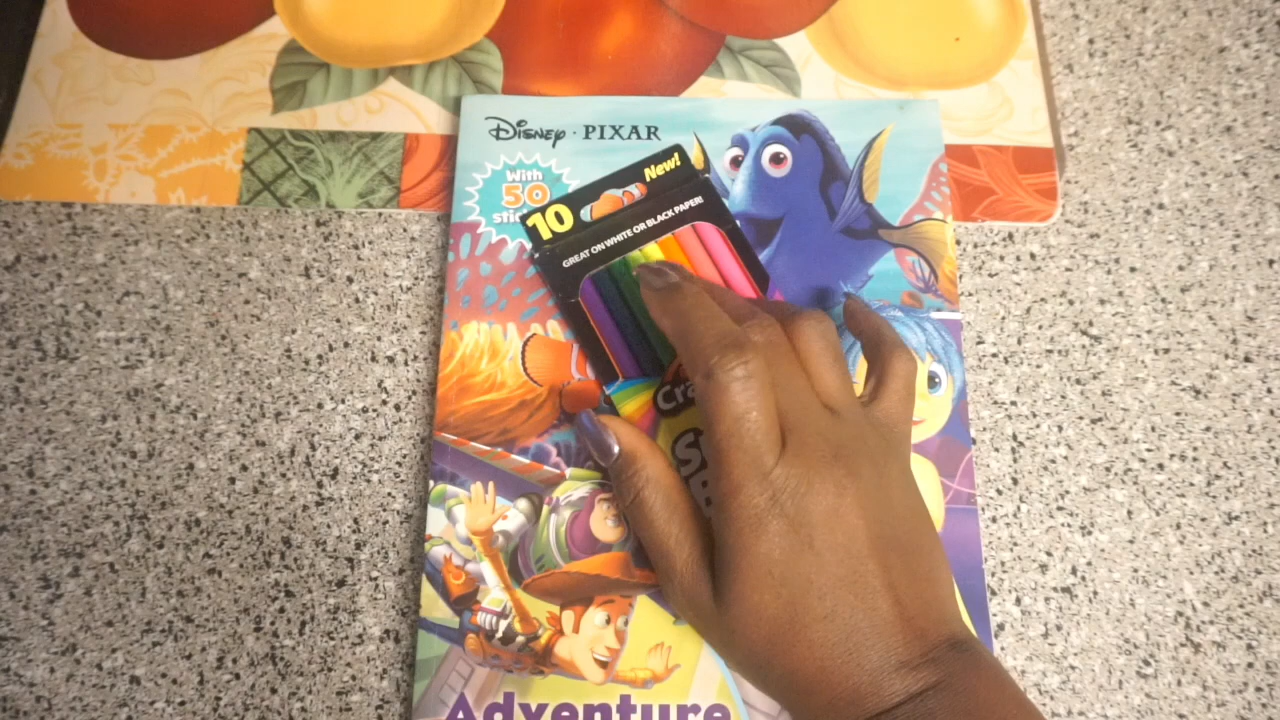 Disney · PIXAR
With
50
New!
10
GREAT ON WHITE OR BLACK PAPER!
Adventure